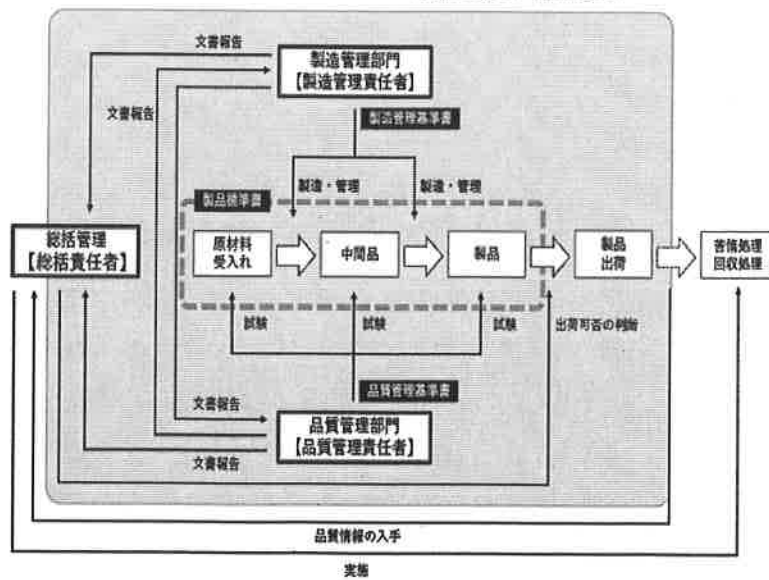 文書報告
製造管理部門
【製造管理責任者】
文書報告
製造管理基準書
製造・管理
製造・管理
製品標準書
総括管理
【総括責任者】
原材料
受入れ
中間品
製品
製品
出荷
苦情処理
回収処理
試験
試験
試験
出荷可否の判断
品質管理基準書
文書報告
品質管理部門
【品質管理責任者】
文書報告
品質情報の入手
実施